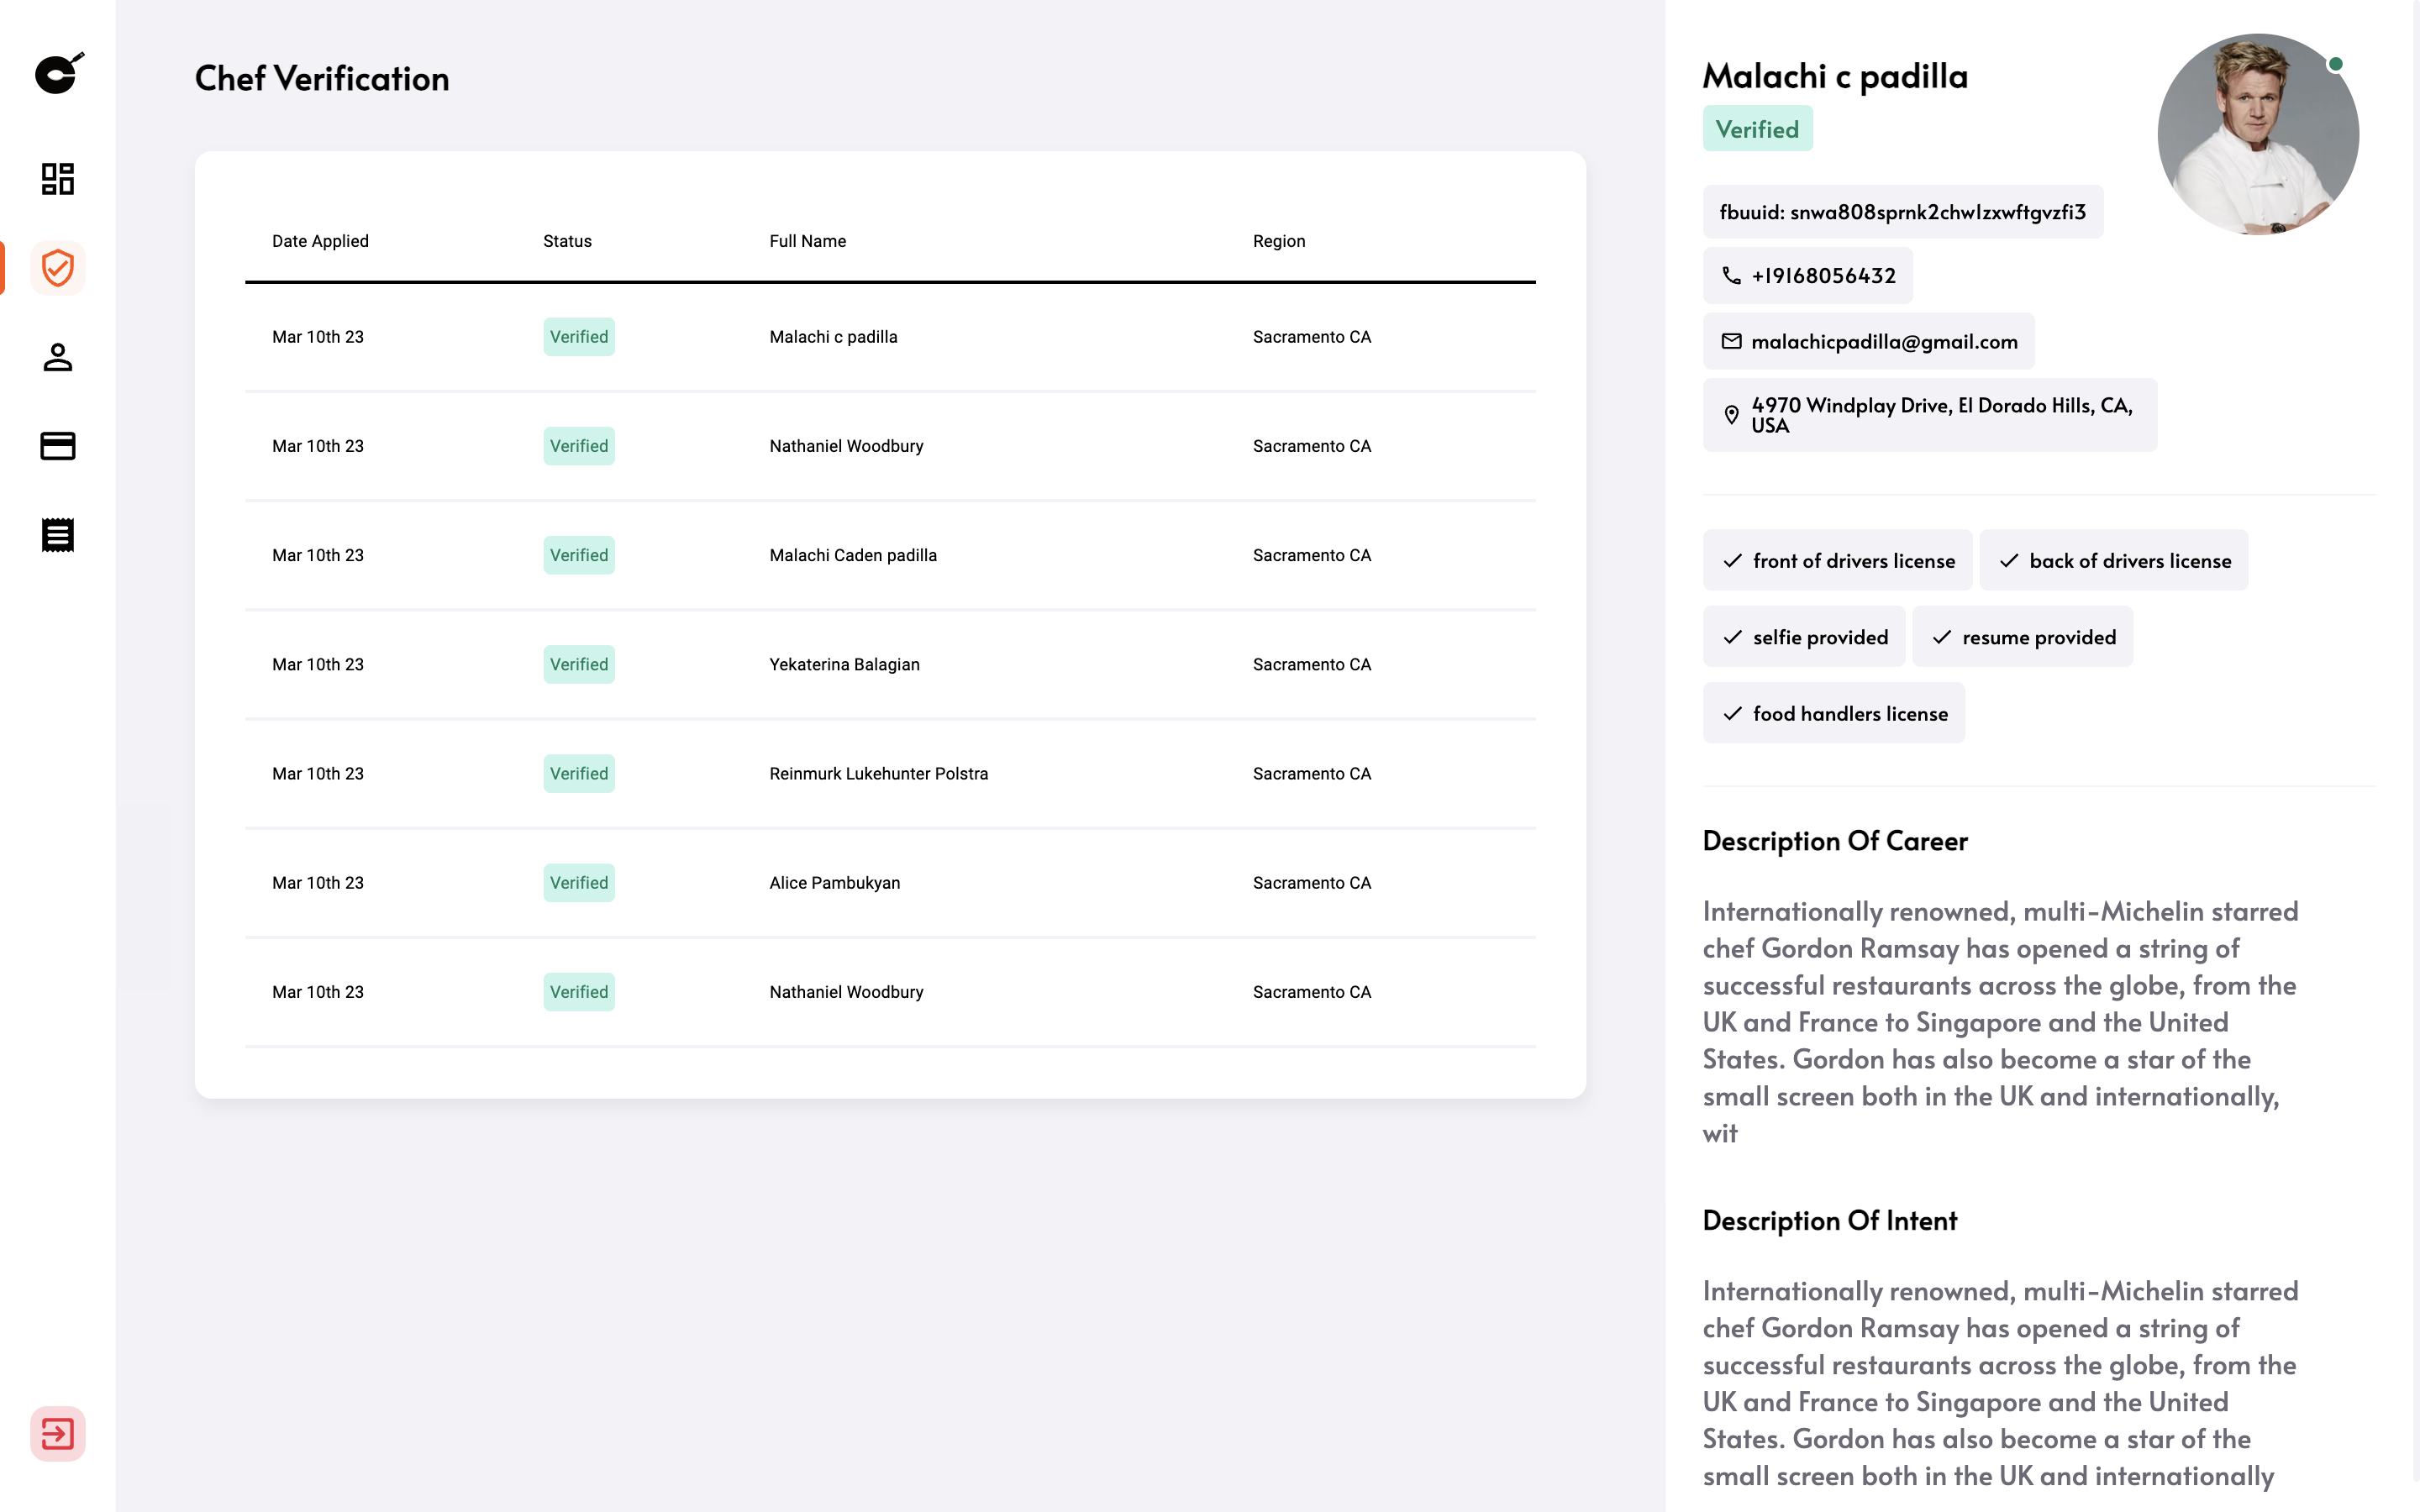 Chef Verification
Date Applied Status Full Name Region
Mar 10th 23 Verified Malachi c padilla Sacramento CA
Mar 10th 23 Verified Nathaniel Woodbury Sacramento CA
Mar 10th 23 Verified Malachi Caden padilla Sacramento CA
Mar 10th 23 Verified Yekaterina Balagian Sacramento CA
Mar 10th 23 Verified Reinmurk Lukehunter Polstra Sacramento CA
Mar 10th 23 Verified Alice Pambukyan Sacramento CA
Mar 10th 23 Verified Nathaniel Woodbury Sacramento CA
Malachi c padilla
Verified
fbuuid: snwa808sprnk2chw1zxwftgvzfi3
+19168056432
malachicpadilla@gmail.com
4970 Windplay Drive, El Dorado Hills, CA,
USA
front of drivers license back of drivers license
selfie provided resume provided
food handlers license
Description Of Career
Internationally renowned, multi-Michelin starred
chef Gordon Ramsay has opened a string of
successful restaurants across the globe, from the
UK and France to Singapore and the United
States. Gordon has also become a star of the
small screen both in the UK and internationally,
wit
Description Of Intent
Internationally renowned, multi-Michelin starred
chef Gordon Ramsay has opened a string of
successful restaurants across the globe, from the
UK and France to Singapore and the United
States. Gordon has also become a star of the
small screen both in the UK and internationally